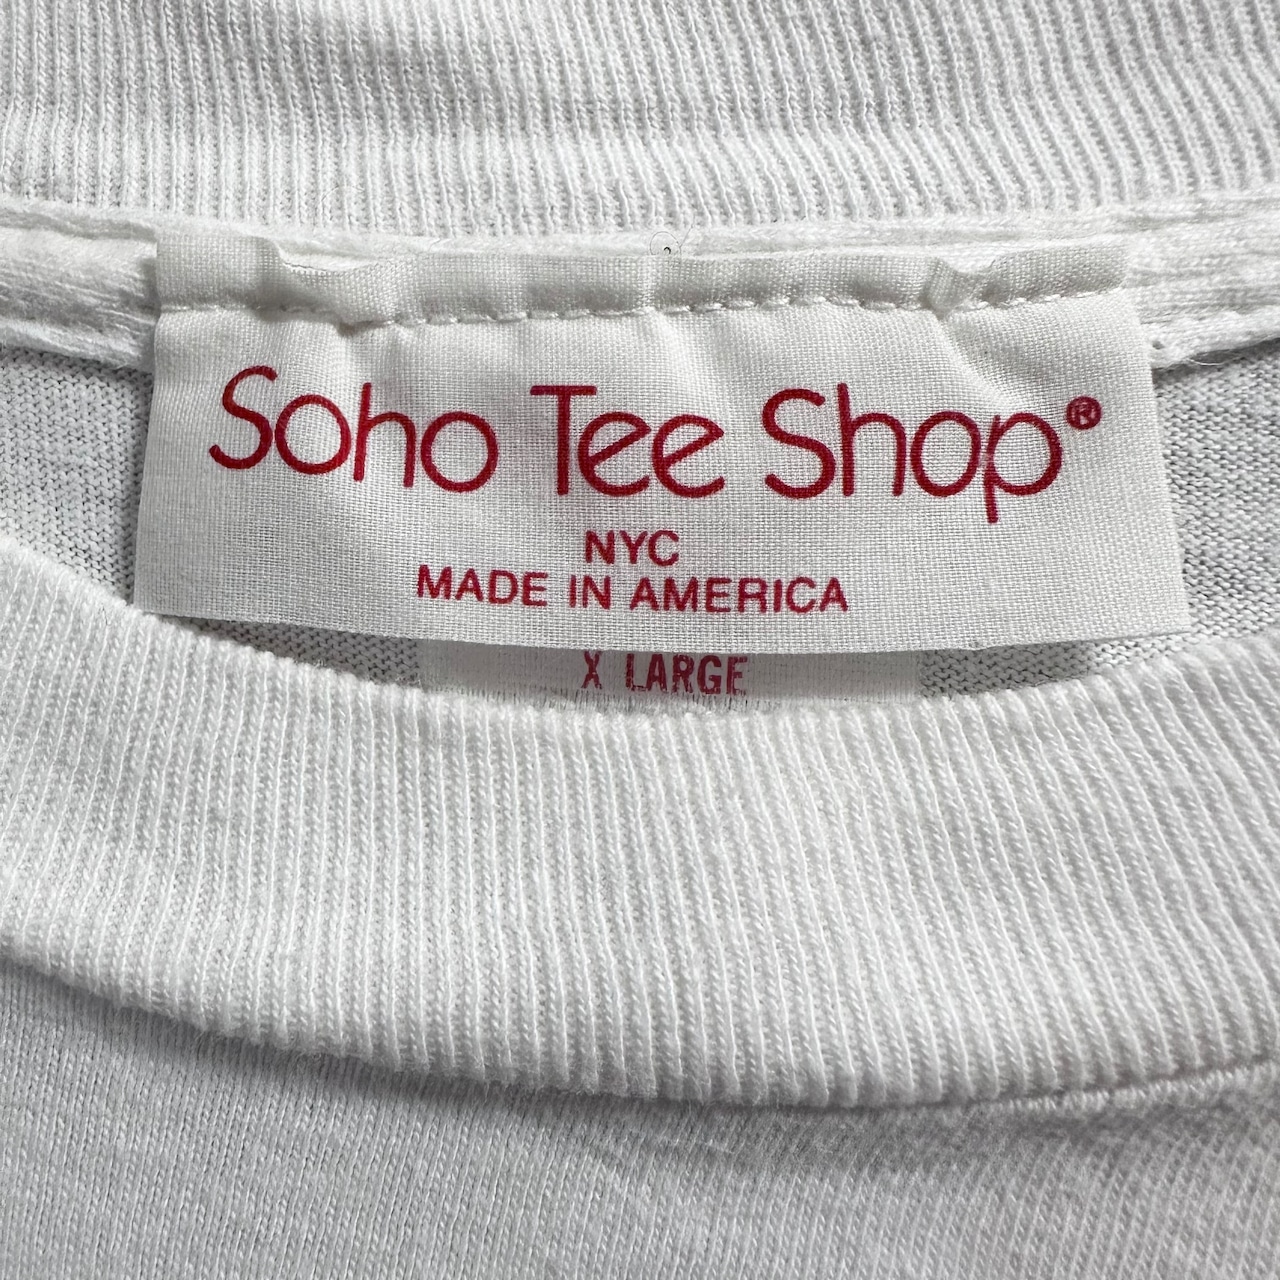 Soho Tee Shop®
NYC
MADE IN AMERICA
X LARGE